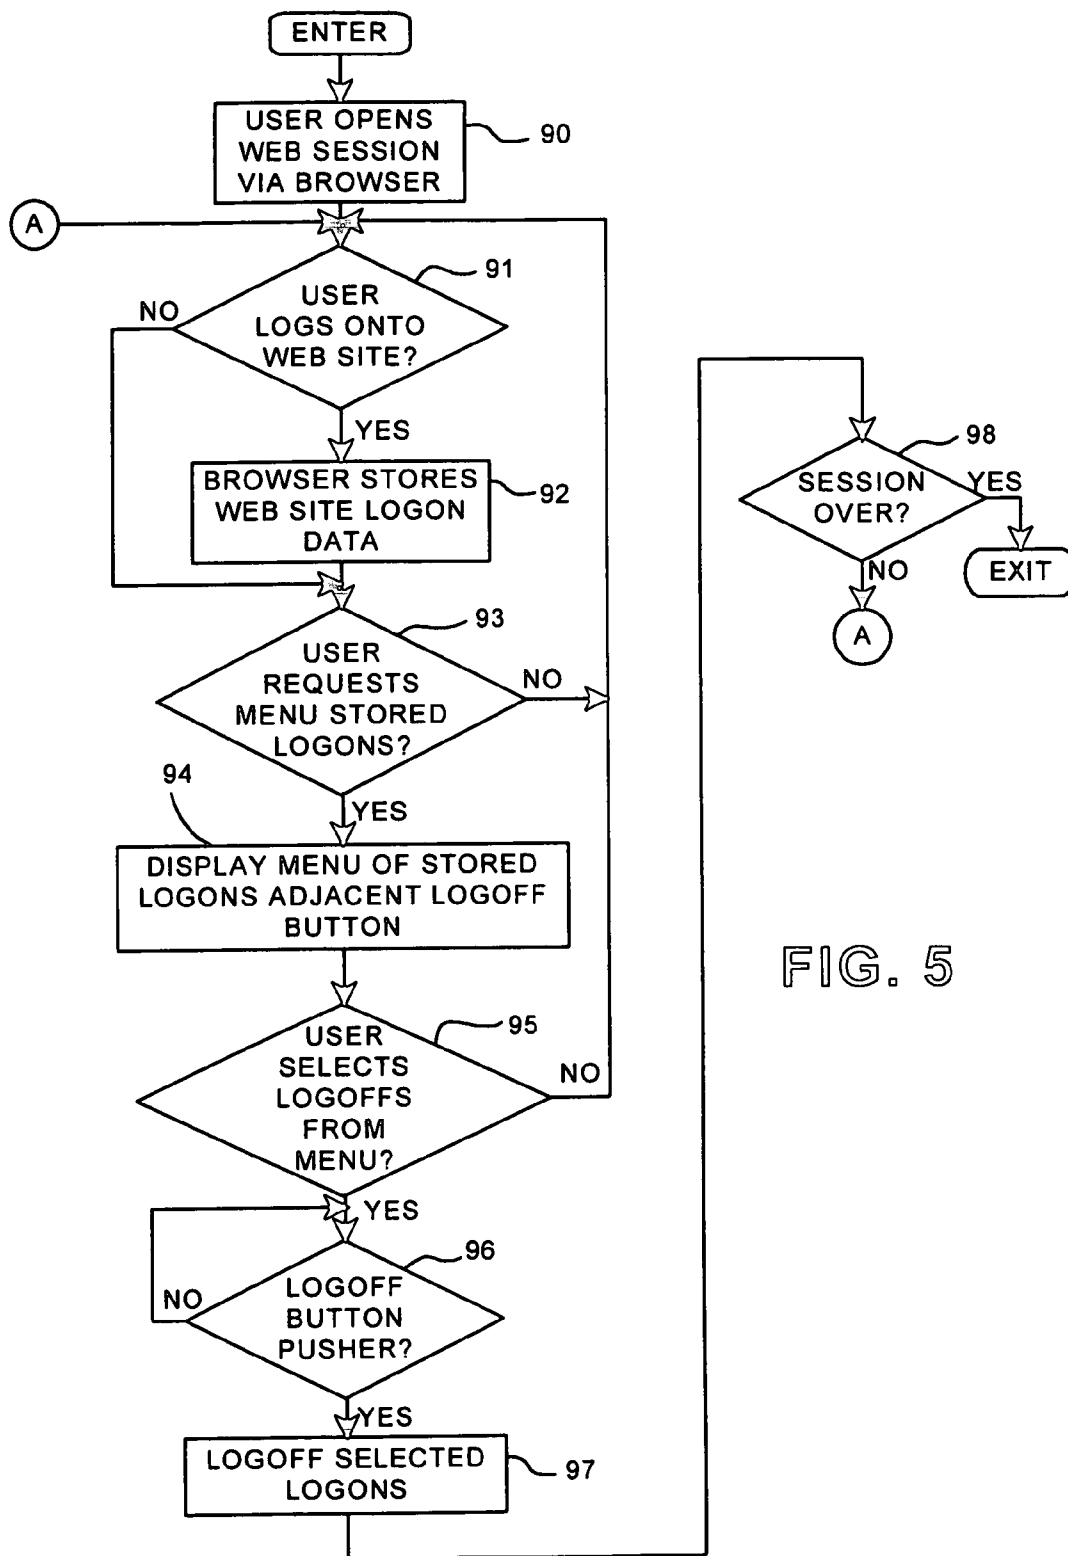 ENTER
USER OPENS
WEB SESSION
VIA BROWSER
90
A
91
USER
LOGS ONTO
WEB SITE?
NO
YES
BROWSER STORES
WEB SITE LOGON
DATA
92
93
USER
REQUESTS
MENU STORED
LOGONS?
NO
YES
94
DISPLAY MENU OF STORED
LOGONS ADJACENT LOGOFF
BUTTON
95
USER
SELECTS
LOGOFFS
FROM
MENU?
NO
YES
96
LOGOFF
BUTTON
PUSHER?
NO
YES
LOGOFF SELECTED
LOGONS
97
98
SESSION
OVER?
YES
NO
EXIT
A
FIG. 5